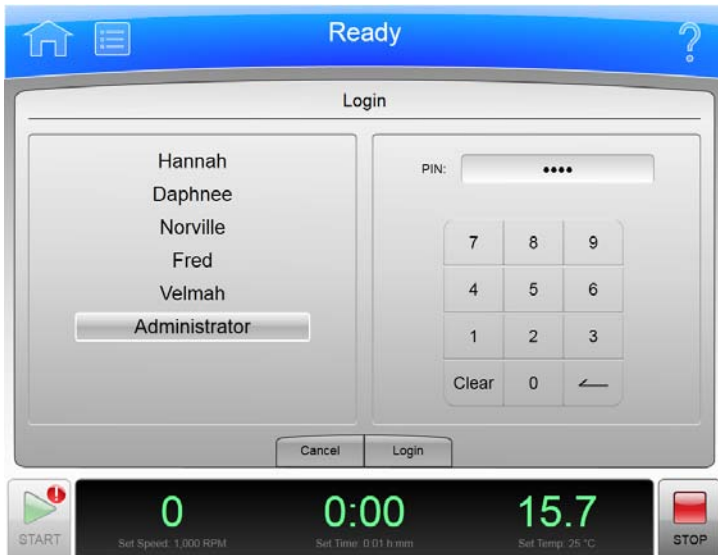 Ready
Login
Hannah
Daphnee
Norville
Fred
Velmah
Administrator
PIN: ••••
7 8 9
4 5 6
1 2 3
Clear 0
Cancel Login
0 0:00 15.7
START Set Speed: 1,000 RPM Set Time: 0:01 h:mm Set Temp: 25 °C STOP